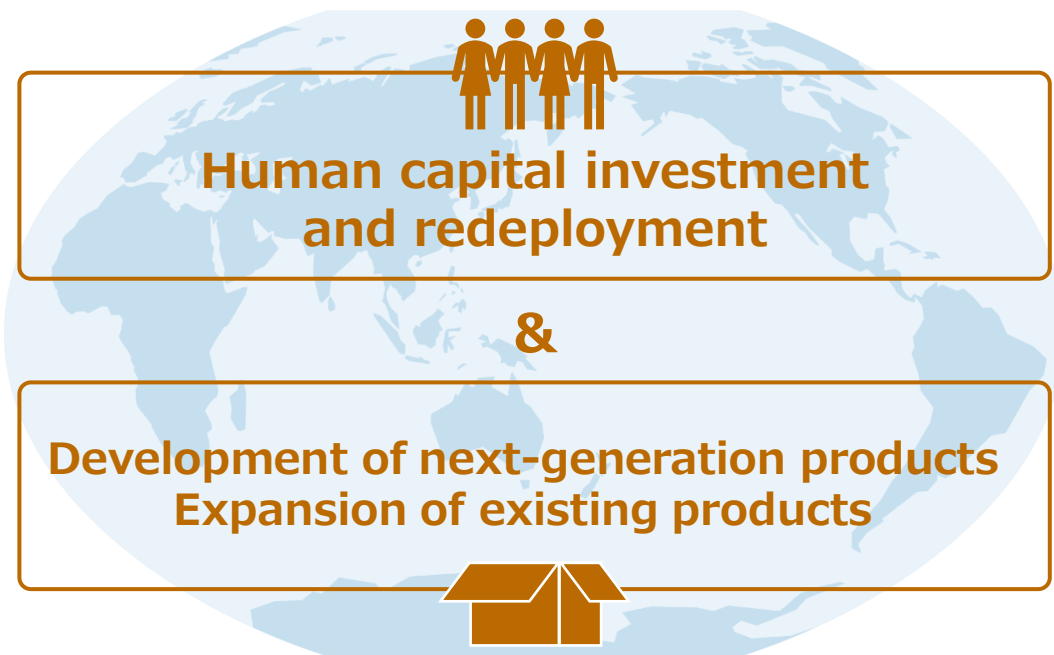 Human capital investment
and redeployment
&
Development of next-generation products
Expansion of existing products